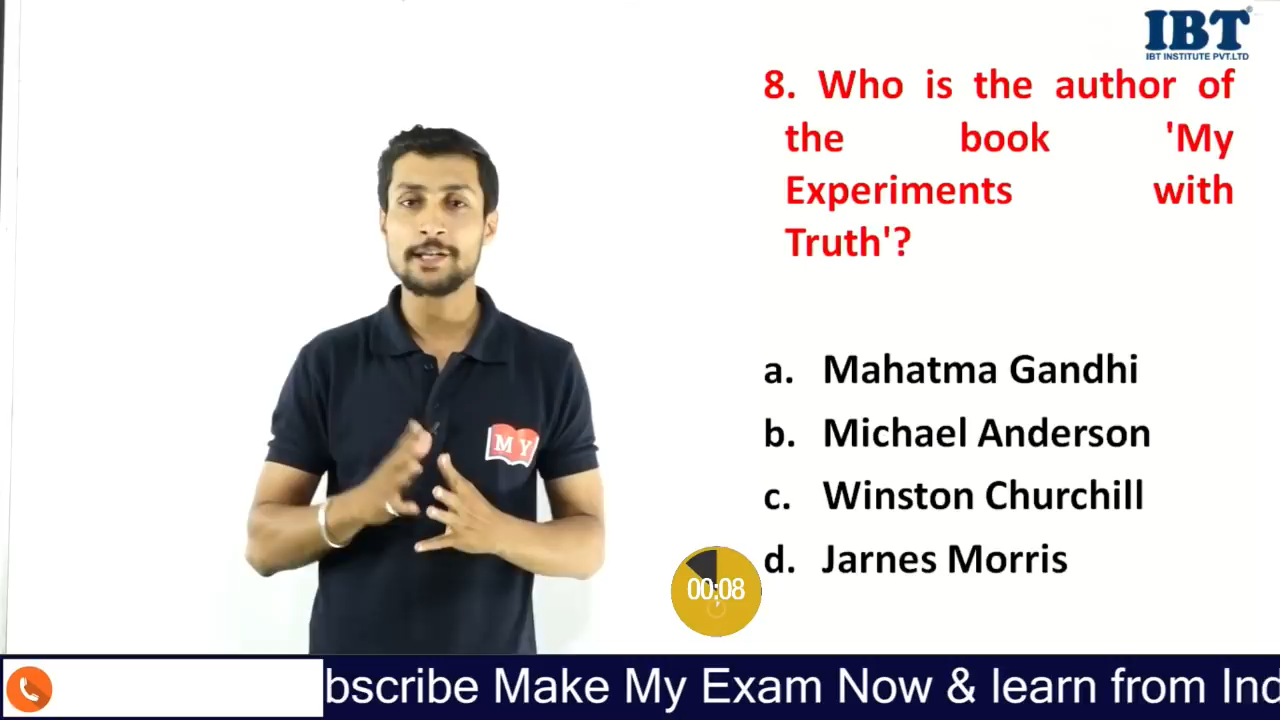 IBT
IBT INSTITUTE PVT.LTD
8. Who is the author of
the book 'My
Experiments with
Truth'?
a. Mahatma Gandhi
b. Michael Anderson
c. Winston Churchill
d. Jarnes Morris
MY
00:08
bscribe Make My Exam Now & learn from Ind